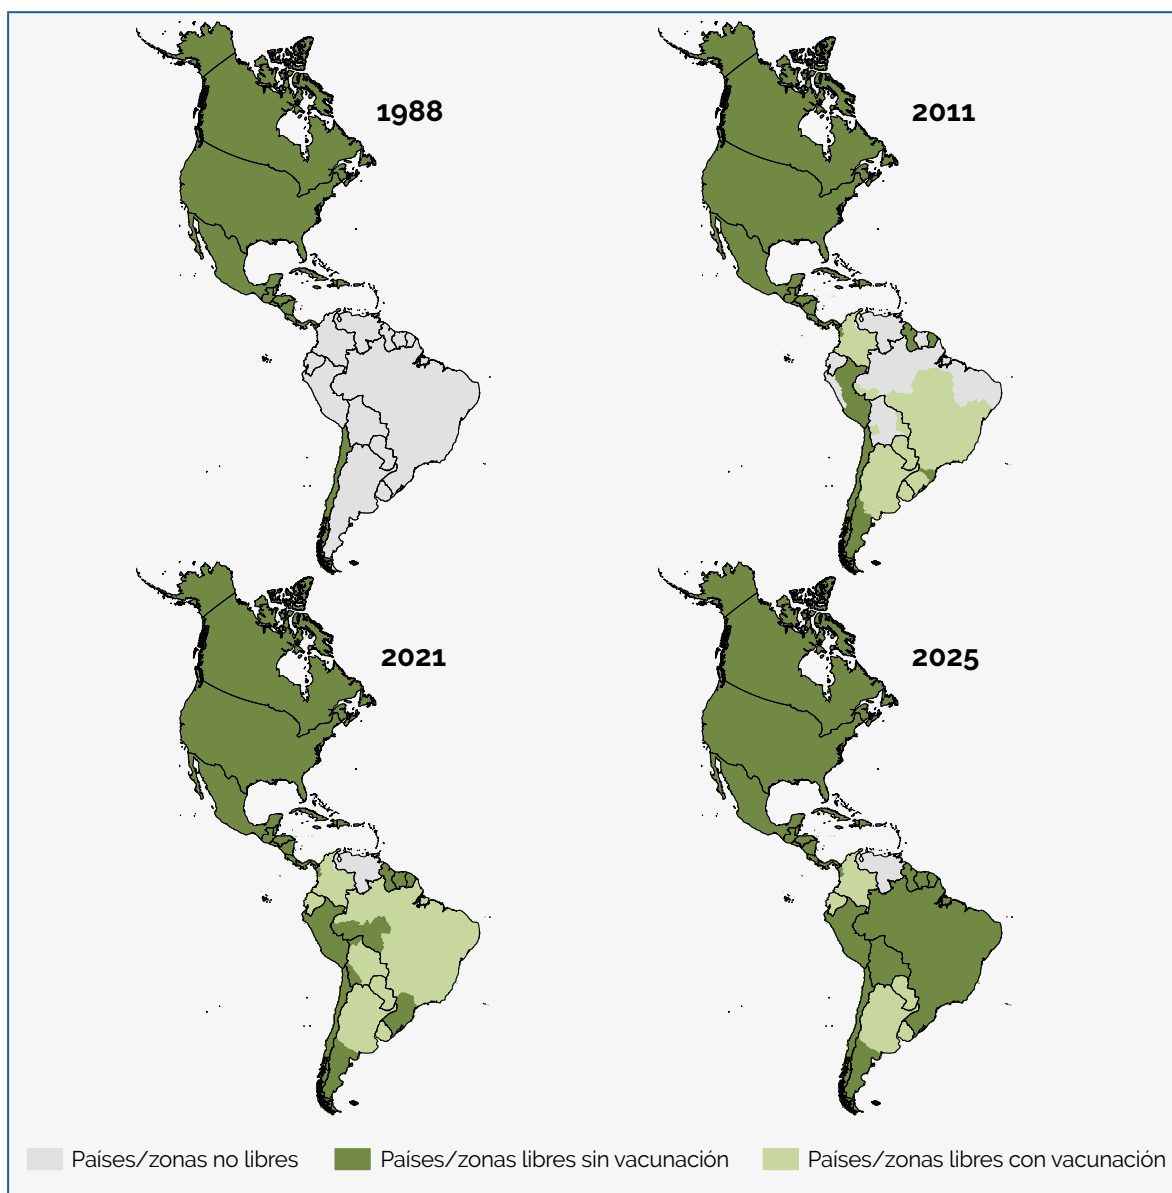 1988
2011
2021
2025
Países/zonas no libres
Países/zonas libres sin vacunación
Países/zonas libres con vacunación